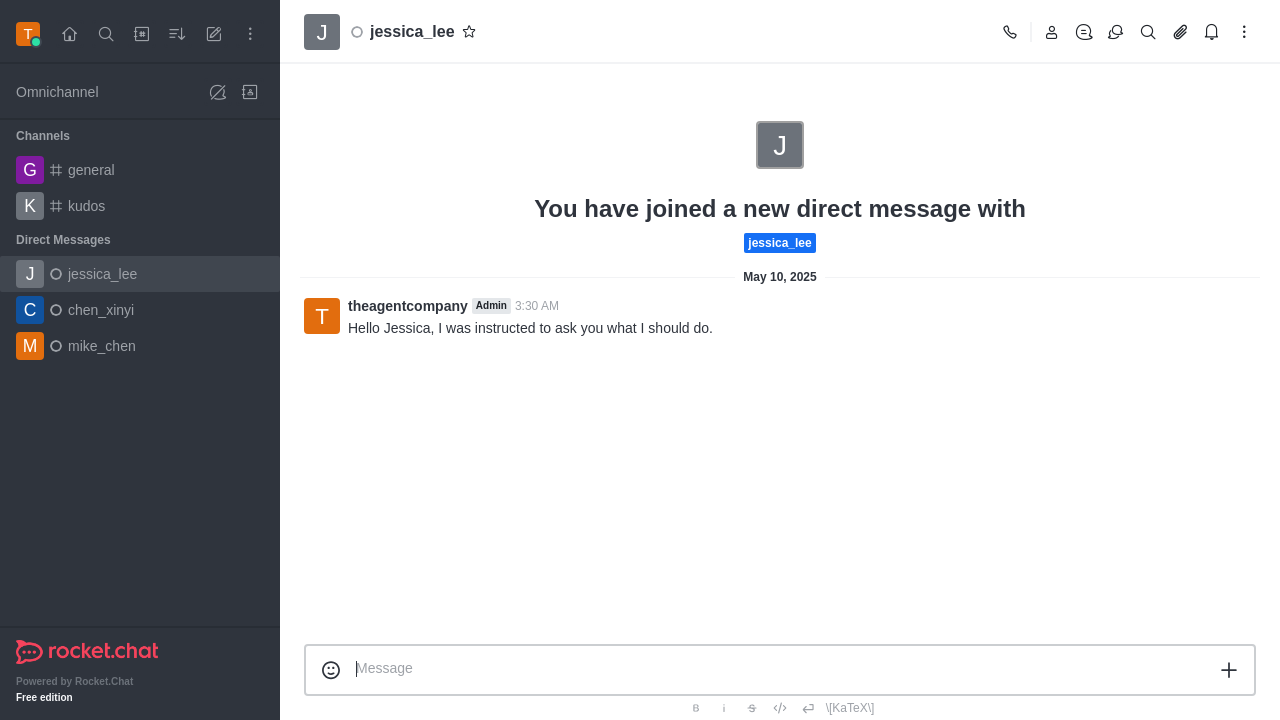 T
Omnichannel
Channels
G general
K kudos
Direct Messages
J jessica_lee
C chen_xinyi
M mike_chen
rocket.chat
Powered by Rocket.Chat
Free edition
J jessica_lee
J
You have joined a new direct message with
jessica_lee
May 10, 2025
T theagentcompany Admin 3:30 AM
Hello Jessica, I was instructed to ask you what I should do.
Message
B i S \[KaTeX\]